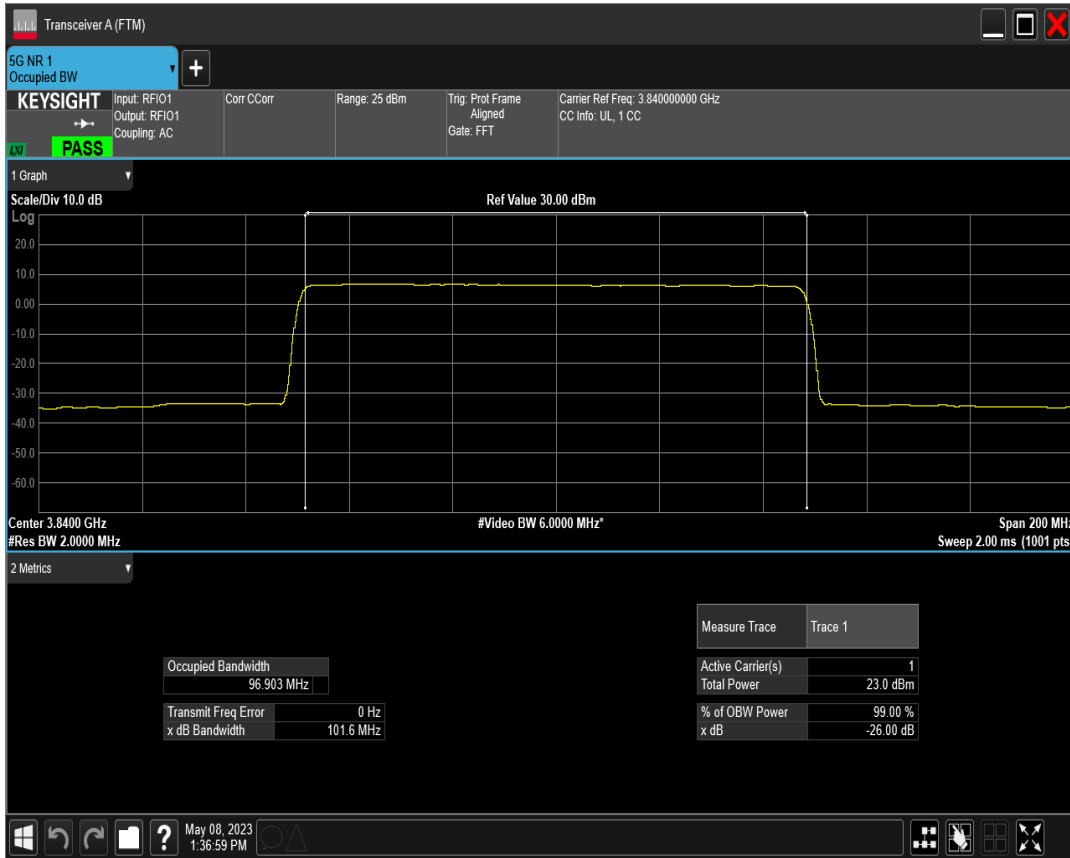 Transceiver A (FTM)
5G NR 1
Occupied BW
+
KEYSIGHT
LXI
PASS
Input: RFIO1
Output: RFIO1
Coupling: AC
Corr CCorr
Range: 25 dBm
Trig: Prot Frame
Aligned
Gate: FFT
Carrier Ref Freq: 3.840000000 GHz
CC Info: UL, 1 CC
1 Graph
Scale/Div 10.0 dB
Ref Value 30.00 dBm
Log
20.0
10.0
0.00
-10.0
-20.0
-30.0
-40.0
-50.0
-60.0
Center 3.8400 GHz
#Video BW 6.0000 MHz*
Span 200 MHz
#Res BW 2.0000 MHz
Sweep 2.00 ms (1001 pts
2 Metrics
Measure Trace Trace 1
Occupied Bandwidth
96.903 MHz
Active Carrier(s) 1
Total Power 23.0 dBm
Transmit Freq Error 0 Hz
x dB Bandwidth 101.6 MHz
% of OBW Power 99.00 %
x dB -26.00 dB
?
May 08, 2023
1:36:59 PM